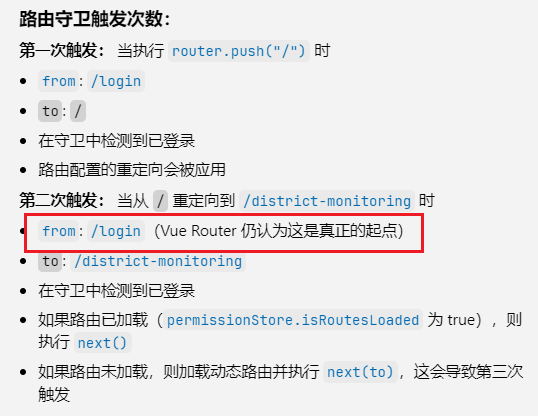 路由守卫触发次数：
第一次触发： 当执行 router.push("/") 时
• from: /login
• to: /
• 在守卫中检测到已登录
• 路由配置的重定向会被应用
第二次触发： 当从 / 重定向到 /district-monitoring 时
• from: /login（Vue Router 仍认为这是真正的起点）
• to: /district-monitoring
• 在守卫中检测到已登录
• 如果路由已加载（permissionStore.isRoutesLoaded 为 true），则
执行 next()
• 如果路由未加载，则加载动态路由并执行 next(to)，这会导致第三次
触发